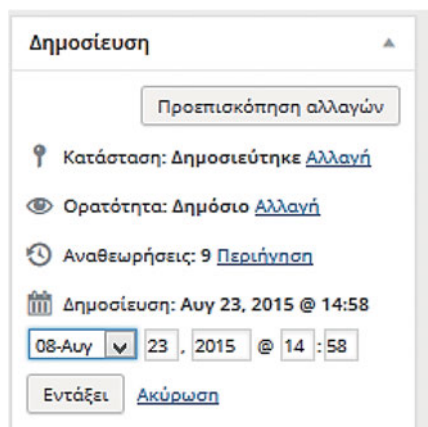 Δημοσίευση
Προεπισκόπηση αλλαγών
Κατάσταση: Δημοσιεύτηκε Αλλαγή
Ορατότητα: Δημόσιο Αλλαγή
Αναθεωρήσεις: 9 Περιήγηση
Δημοσίευση: Αυγ 23, 2015 @ 14:58
08-Αυγ 23 , 2015 @ 14 : 58
Εντάξει Ακύρωση